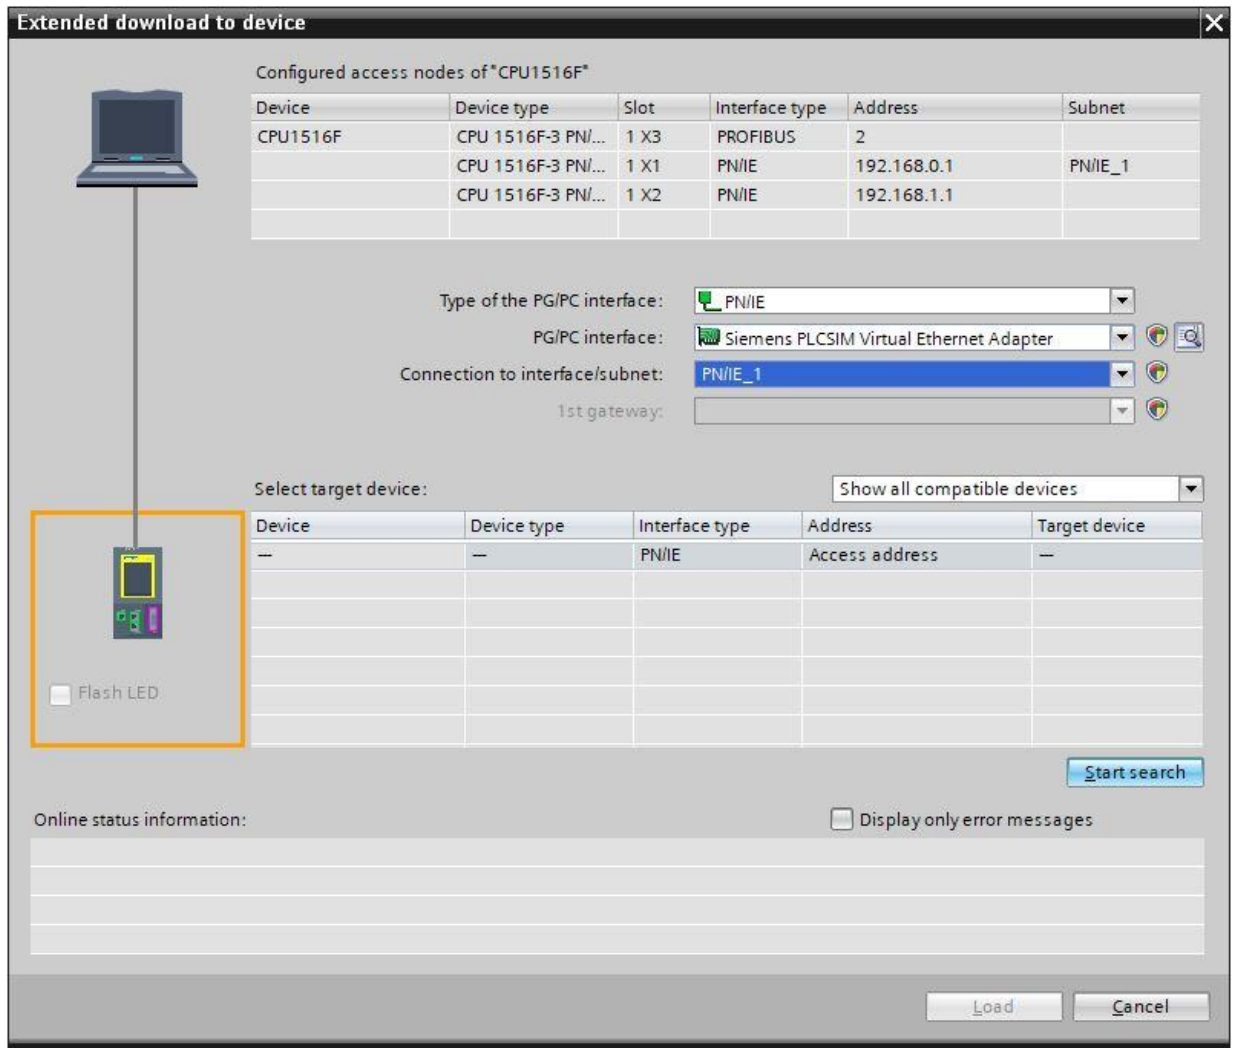 Extended download to device
Configured access nodes of "CPU1516F"
Device Device type Slot Interface type Address Subnet
CPU1516F CPU 1516F-3 PN/... 1 X3 PROFIBUS 2
CPU 1516F-3 PN/... 1 X1 PN/IE 192.168.0.1 PN/IE_1
CPU 1516F-3 PN/... 1 X2 PN/IE 192.168.1.1
Type of the PG/PC interface: PN/IE
PG/PC interface: Siemens PLCSIM Virtual Ethernet Adapter
Connection to interface/subnet: PN/IE_1
1st gateway:
Select target device: Show all compatible devices
Device Device type Interface type Address Target device
— — PN/IE Access address —
Flash LED
Start search
Online status information: Display only error messages
Load Cancel